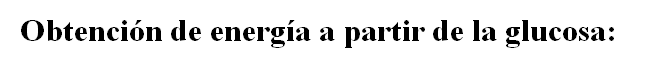 Obtención de energía a partir de la glucosa: